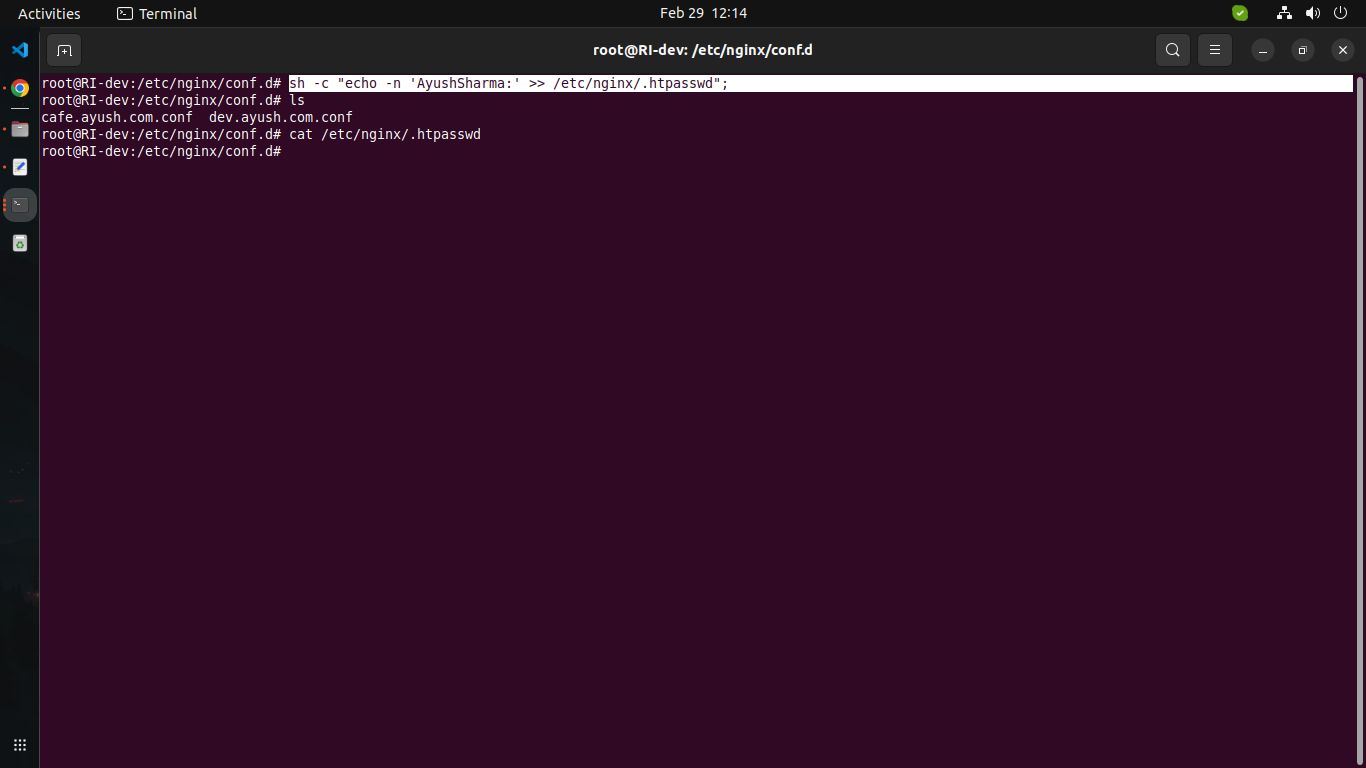 Activities Terminal Feb 29 12:14
root@RI-dev: /etc/nginx/conf.d
root@RI-dev:/etc/nginx/conf.d# sh -c "echo -n 'AyushSharma:' >> /etc/nginx/.htpasswd";
root@RI-dev:/etc/nginx/conf.d# ls
cafe.ayush.com.conf  dev.ayush.com.conf
root@RI-dev:/etc/nginx/conf.d# cat /etc/nginx/.htpasswd
root@RI-dev:/etc/nginx/conf.d#